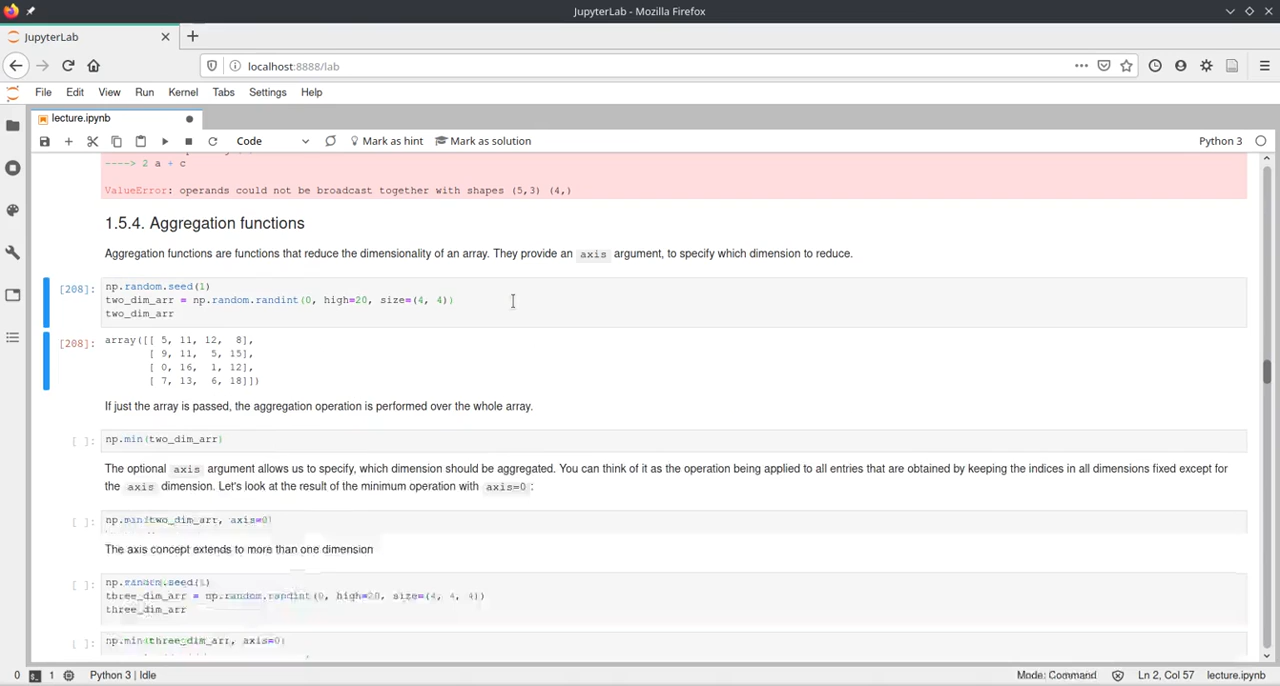 JupyterLab - Mozilla Firefox
JupyterLab
localhost:8888/lab
File Edit View Run Kernel Tabs Settings Help
lecture.ipynb
Code Mark as hint Mark as solution Python 3
----> 2 a + c
ValueError: operands could not be broadcast together with shapes (5,3) (4,)
1.5.4. Aggregation functions
Aggregation functions are functions that reduce the dimensionality of an array. They provide an axis argument, to specify which dimension to reduce.
[208]: np.random.seed(1)
two_dim_arr = np.random.randint(0, high=20, size=(4, 4))
two_dim_arr
[208]: array([[ 5, 11, 12, 8],
[ 9, 11, 5, 15],
[ 0, 16, 1, 12],
[ 7, 13, 6, 18]])
If just the array is passed, the aggregation operation is performed over the whole array.
[ ]: np.min(two_dim_arr)
The optional axis argument allows us to specify, which dimension should be aggregated. You can think of it as the operation being applied to all entries that are obtained by keeping the indices in all dimensions fixed except for
the axis dimension. Let's look at the result of the minimum operation with axis=0:
[ ]: np.min(two_dim_arr, axis=0)
The axis concept extends to more than one dimension
[ ]: np.random.seed(1)
three_dim_arr = np.random.randint(0, high=20, size=(4, 4, 4))
three_dim_arr
[ ]: np.min(three_dim_arr, axis=0)
0 1 Python 3 | Idle Mode: Command Ln 2, Col 57 lecture.ipynb